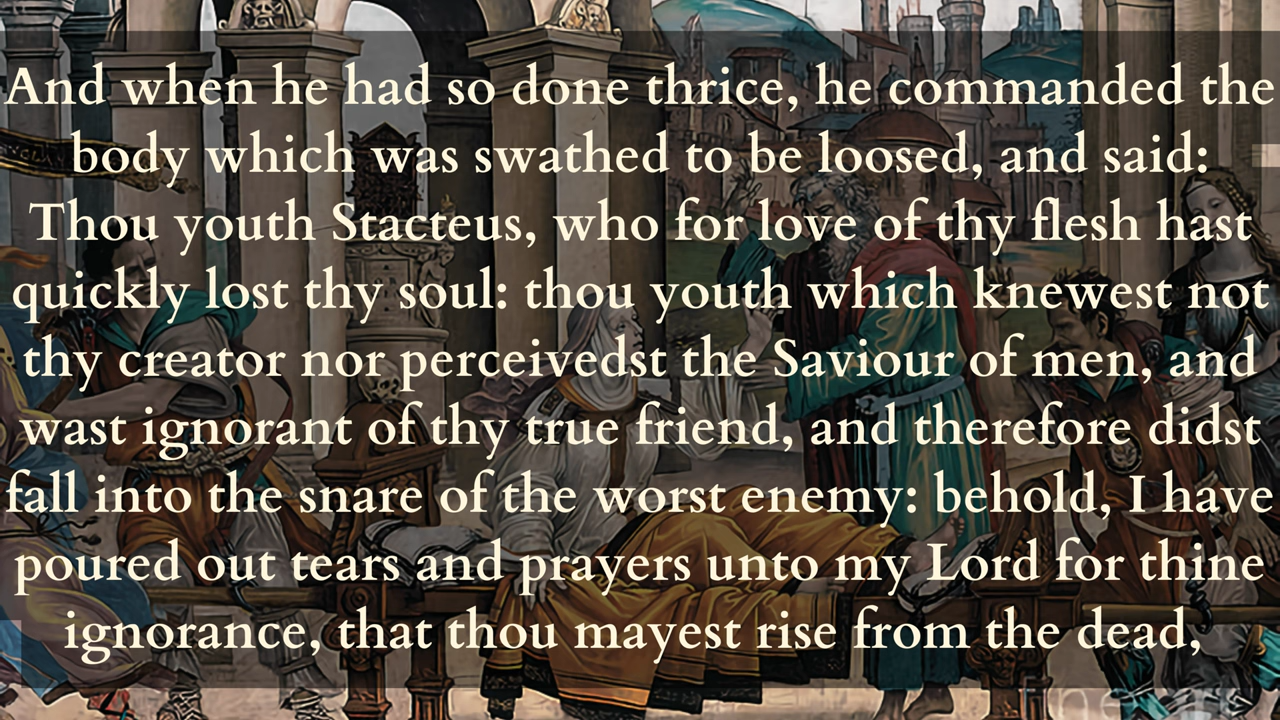 And when he had so done thrice, he commanded the
body which was swathed to be loosed, and said:
Thou youth Stacteus, who for love of thy flesh hast
quickly lost thy soul: thou youth which knewest not
thy creator nor perceivedst the Saviour of men, and
wast ignorant of thy true friend, and therefore didst
fall into the snare of the worst enemy: behold, I have
poured out tears and prayers unto my Lord for thine
ignorance, that thou mayest rise from the dead,